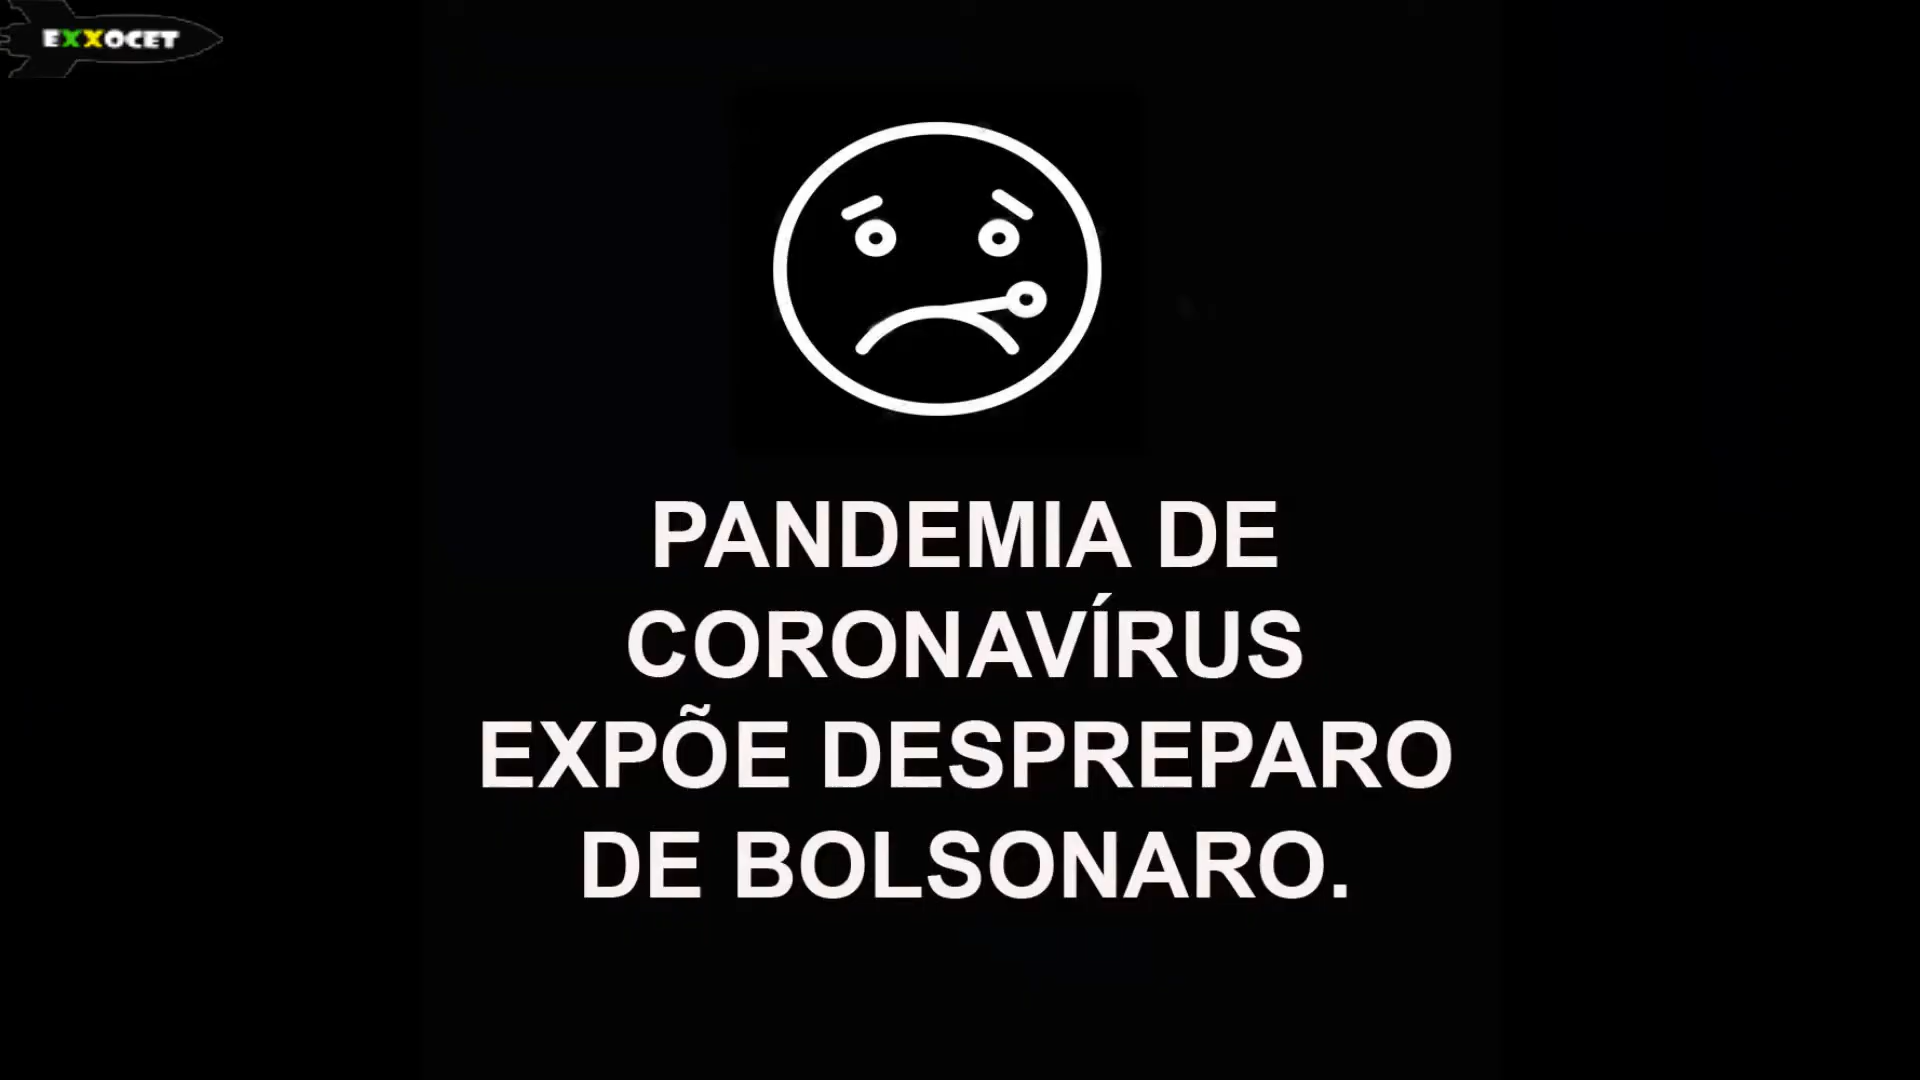 EXXOCET
PANDEMIA DE
CORONAVÍRUS
EXPÕE DESPREPARO
DE BOLSONARO.